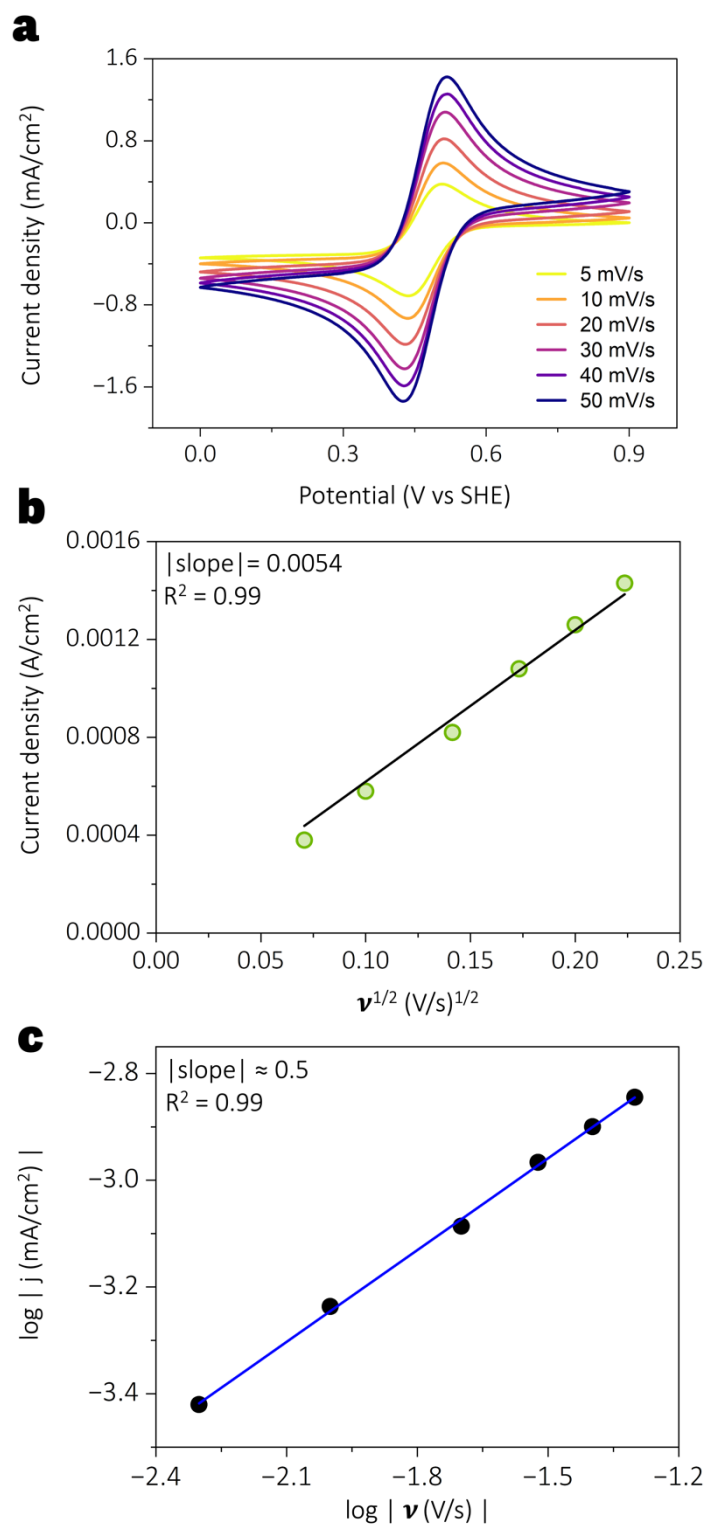 a
1.6
0.8
0.0
−0.8
−1.6
Current density (mA/cm²)
5 mV/s
10 mV/s
20 mV/s
30 mV/s
40 mV/s
50 mV/s
0.0 0.3 0.6 0.9
Potential (V vs SHE)
b
|slope|= 0.0054
R² = 0.99
0.0016
0.0012
0.0008
0.0004
0.0000
Current density (A/cm²)
0.00 0.05 0.10 0.15 0.20 0.25
𝝂^1/2 (V/s)^1/2
c
|slope| ≈ 0.5
R² = 0.99
−2.8
−3.0
−3.2
−3.4
log | j (mA/cm²) |
−2.4 −2.1 −1.8 −1.5 −1.2
log | 𝝂 (V/s) |